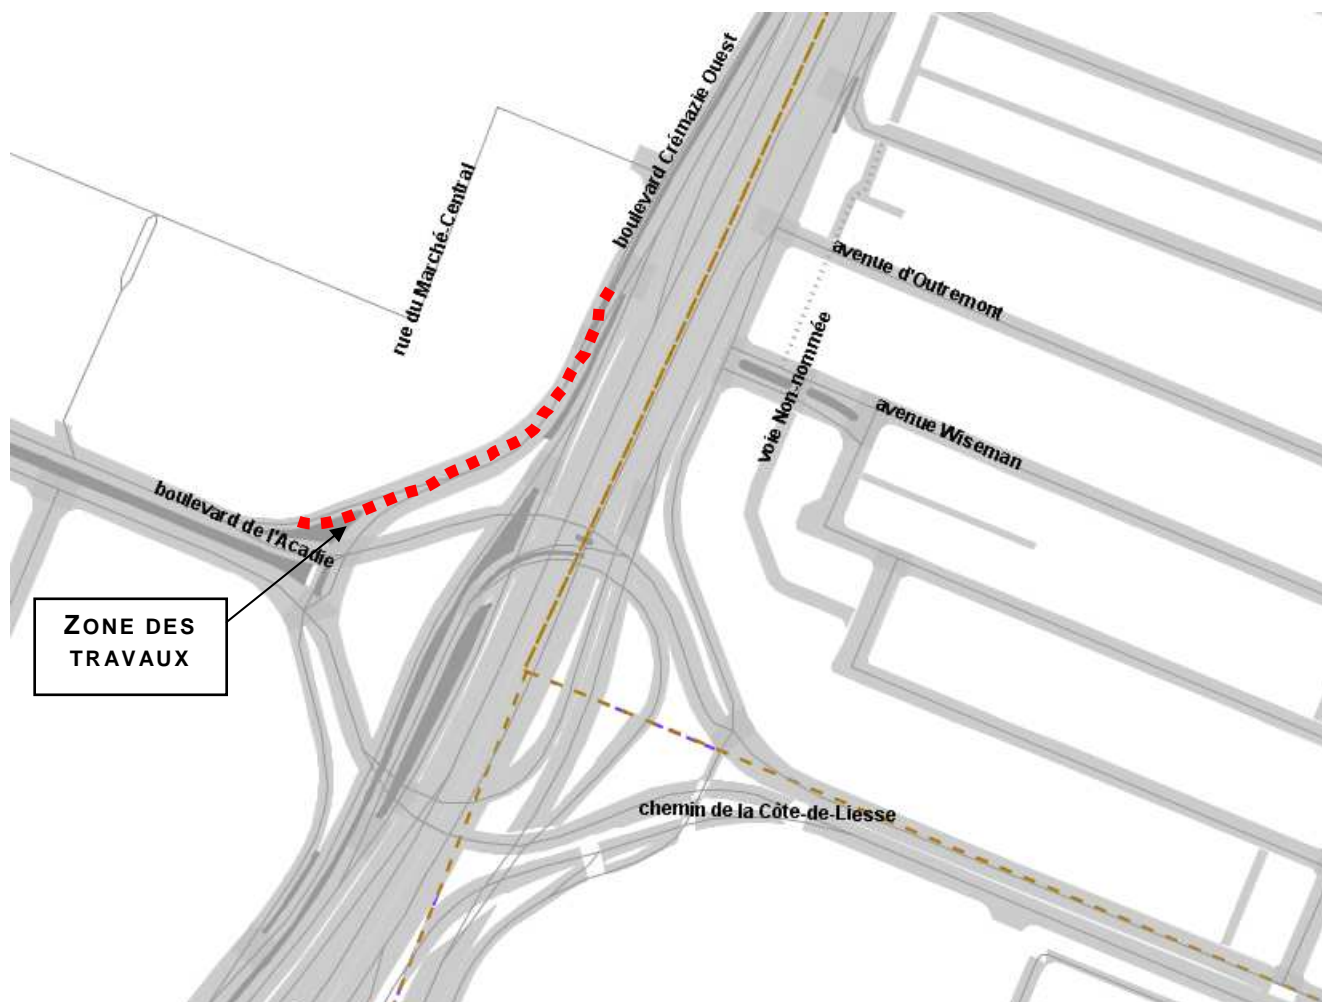 boulevard Crémazie Ouest
rue du Marché-Central
avenue d'Outremont
voie Non-nommée
avenue Wiseman
boulevard de l'Acadie
ZONE DES
TRAVAUX
chemin de la Côte-de-Liesse